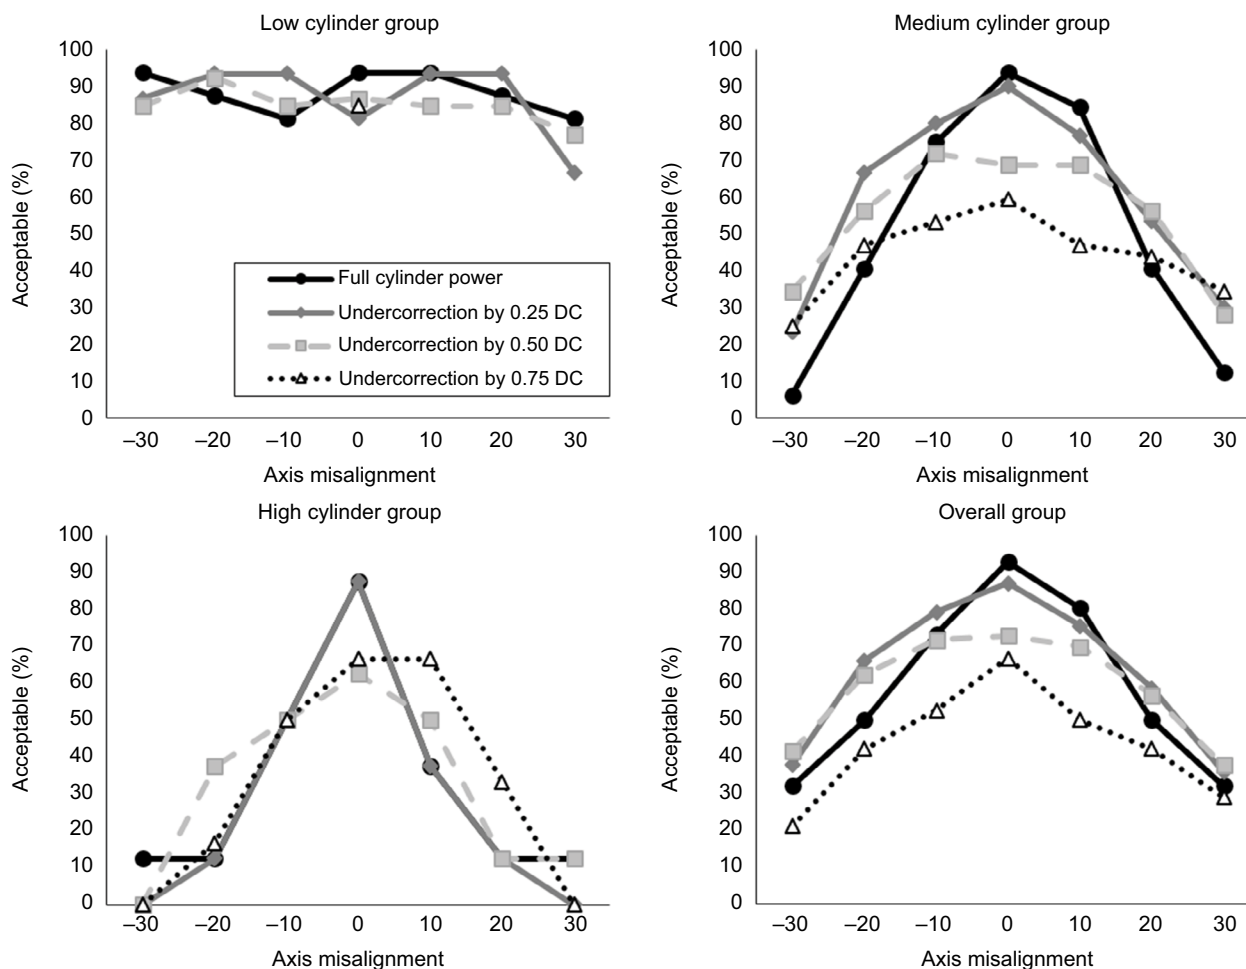 Low cylinder group
100
90
80
70
60
50
40
30
20
10
0
Acceptable (%)
Full cylinder power
Undercorrection by 0.25 DC
Undercorrection by 0.50 DC
Undercorrection by 0.75 DC
–30 –20 –10 0 10 20 30
Axis misalignment
Medium cylinder group
100
90
80
70
60
50
40
30
20
10
0
Acceptable (%)
–30 –20 –10 0 10 20 30
Axis misalignment
High cylinder group
100
90
80
70
60
50
40
30
20
10
0
Acceptable (%)
–30 –20 –10 0 10 20 30
Axis misalignment
Overall group
100
90
80
70
60
50
40
30
20
10
0
Acceptable (%)
–30 –20 –10 0 10 20 30
Axis misalignment